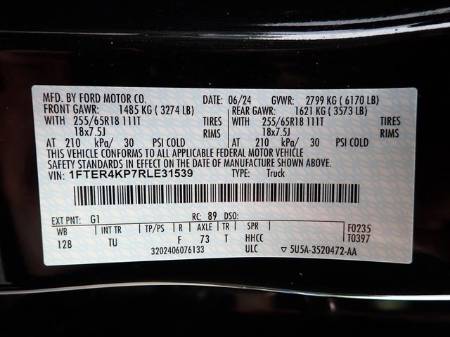 MFD. BY FORD MOTOR CO. 06/24 GVWR: 2799 KG (6170 LB)
FRONT GAWR: 1485 KG (3274 LB) REAR GAWR: 1621 KG (3573 LB)
WITH 255/65R18 111T TIRES WITH 255/65R18 111T TIRES
18x7.5J RIMS 18x7.5J RIMS
AT 210 kPa/ 30 PSI COLD AT 210 kPa/ 30 PSI COLD
THIS VEHICLE CONFORMS TO ALL APPLICABLE FEDERAL MOTOR VEHICLE
SAFETY STANDARDS IN EFFECT ON THE DATE OF MANUFACTURE SHOWN ABOVE.
VIN: 1FTER4KP7RLE31539 TYPE: Truck
EXT PNT: G1 RC: 89 DSO: F0235
WB INT TR TP/PS R AXLE TR SPR T0397
128 TU F 73 T HHCC
3202406076133 ULC 5U5A-3520472-AA